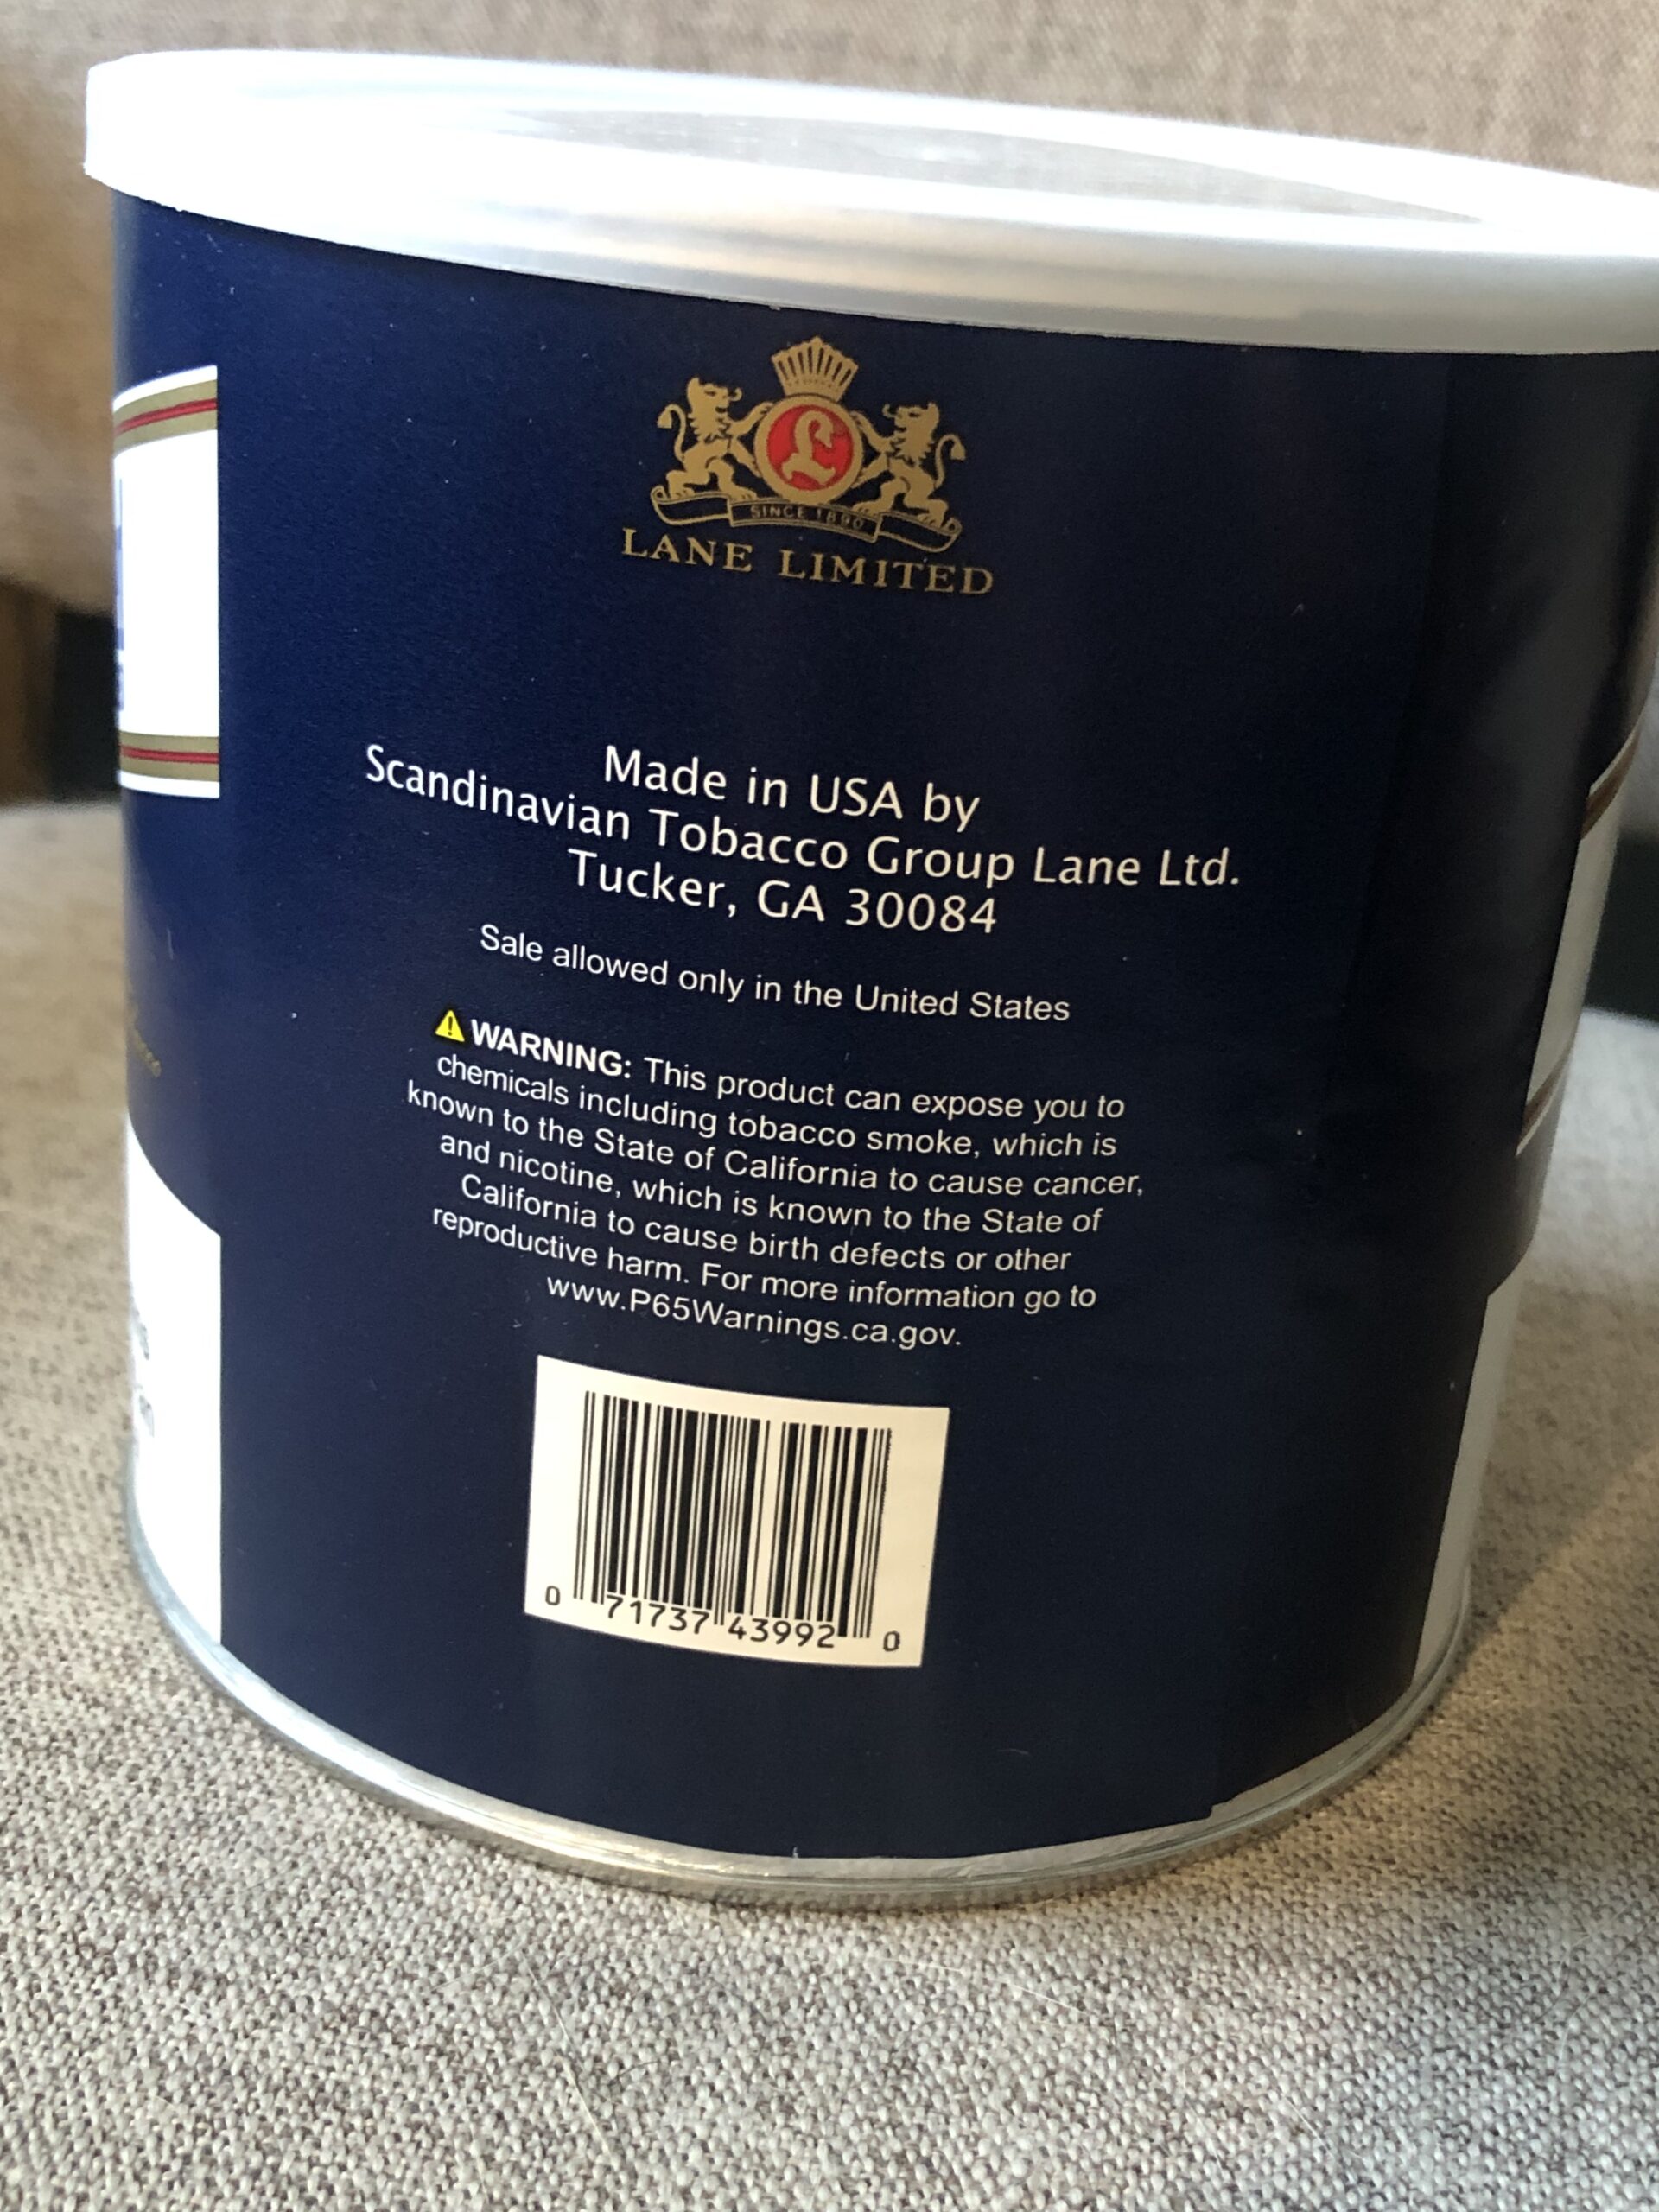 SINCE 1890
LANE LIMITED
Made in USA by
Scandinavian Tobacco Group Lane Ltd.
Tucker, GA 30084
Sale allowed only in the United States
WARNING: This product can expose you to
chemicals including tobacco smoke, which is
known to the State of California to cause cancer,
and nicotine, which is known to the State of
California to cause birth defects or other
reproductive harm. For more information go to
www.P65Warnings.ca.gov.
0 71737 43992 0